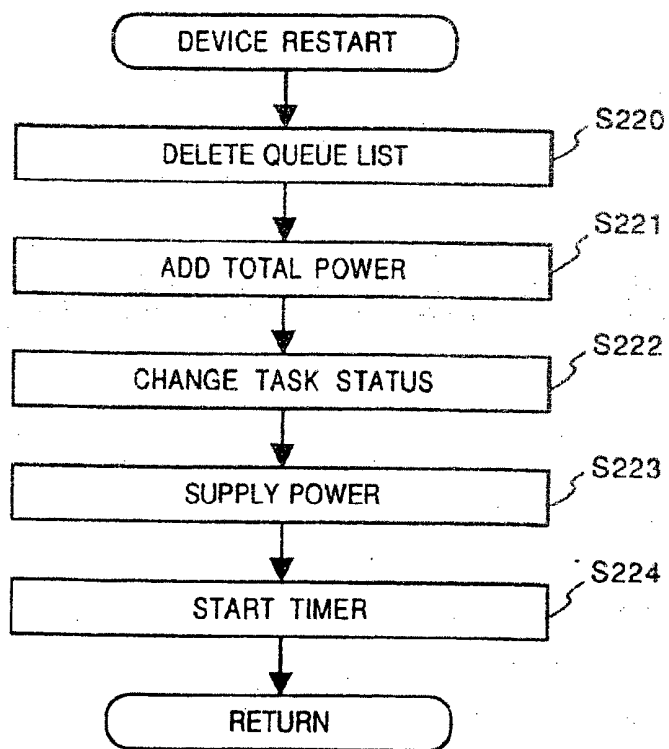 DEVICE RESTART
S220
DELETE QUEUE LIST
S221
ADD TOTAL POWER
S222
CHANGE TASK STATUS
S223
SUPPLY POWER
S224
START TIMER
RETURN